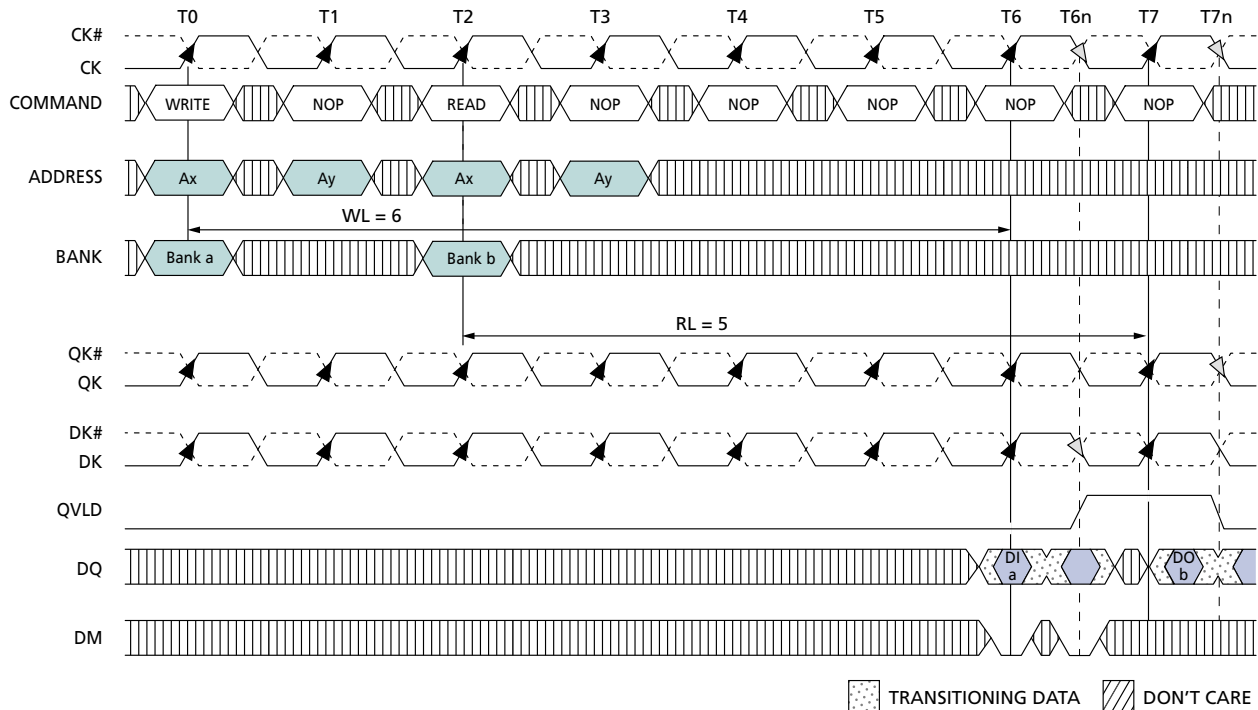 T0 T1 T2 T3 T4 T5 T6 T6n T7 T7n
CK#
CK
COMMAND WRITE NOP READ NOP NOP NOP NOP NOP
ADDRESS Ax Ay Ax Ay
WL = 6
BANK Bank a Bank b
RL = 5
QK#
QK
DK#
DK
QVLD
DQ DI a DO b
DM
TRANSITIONING DATA DON'T CARE